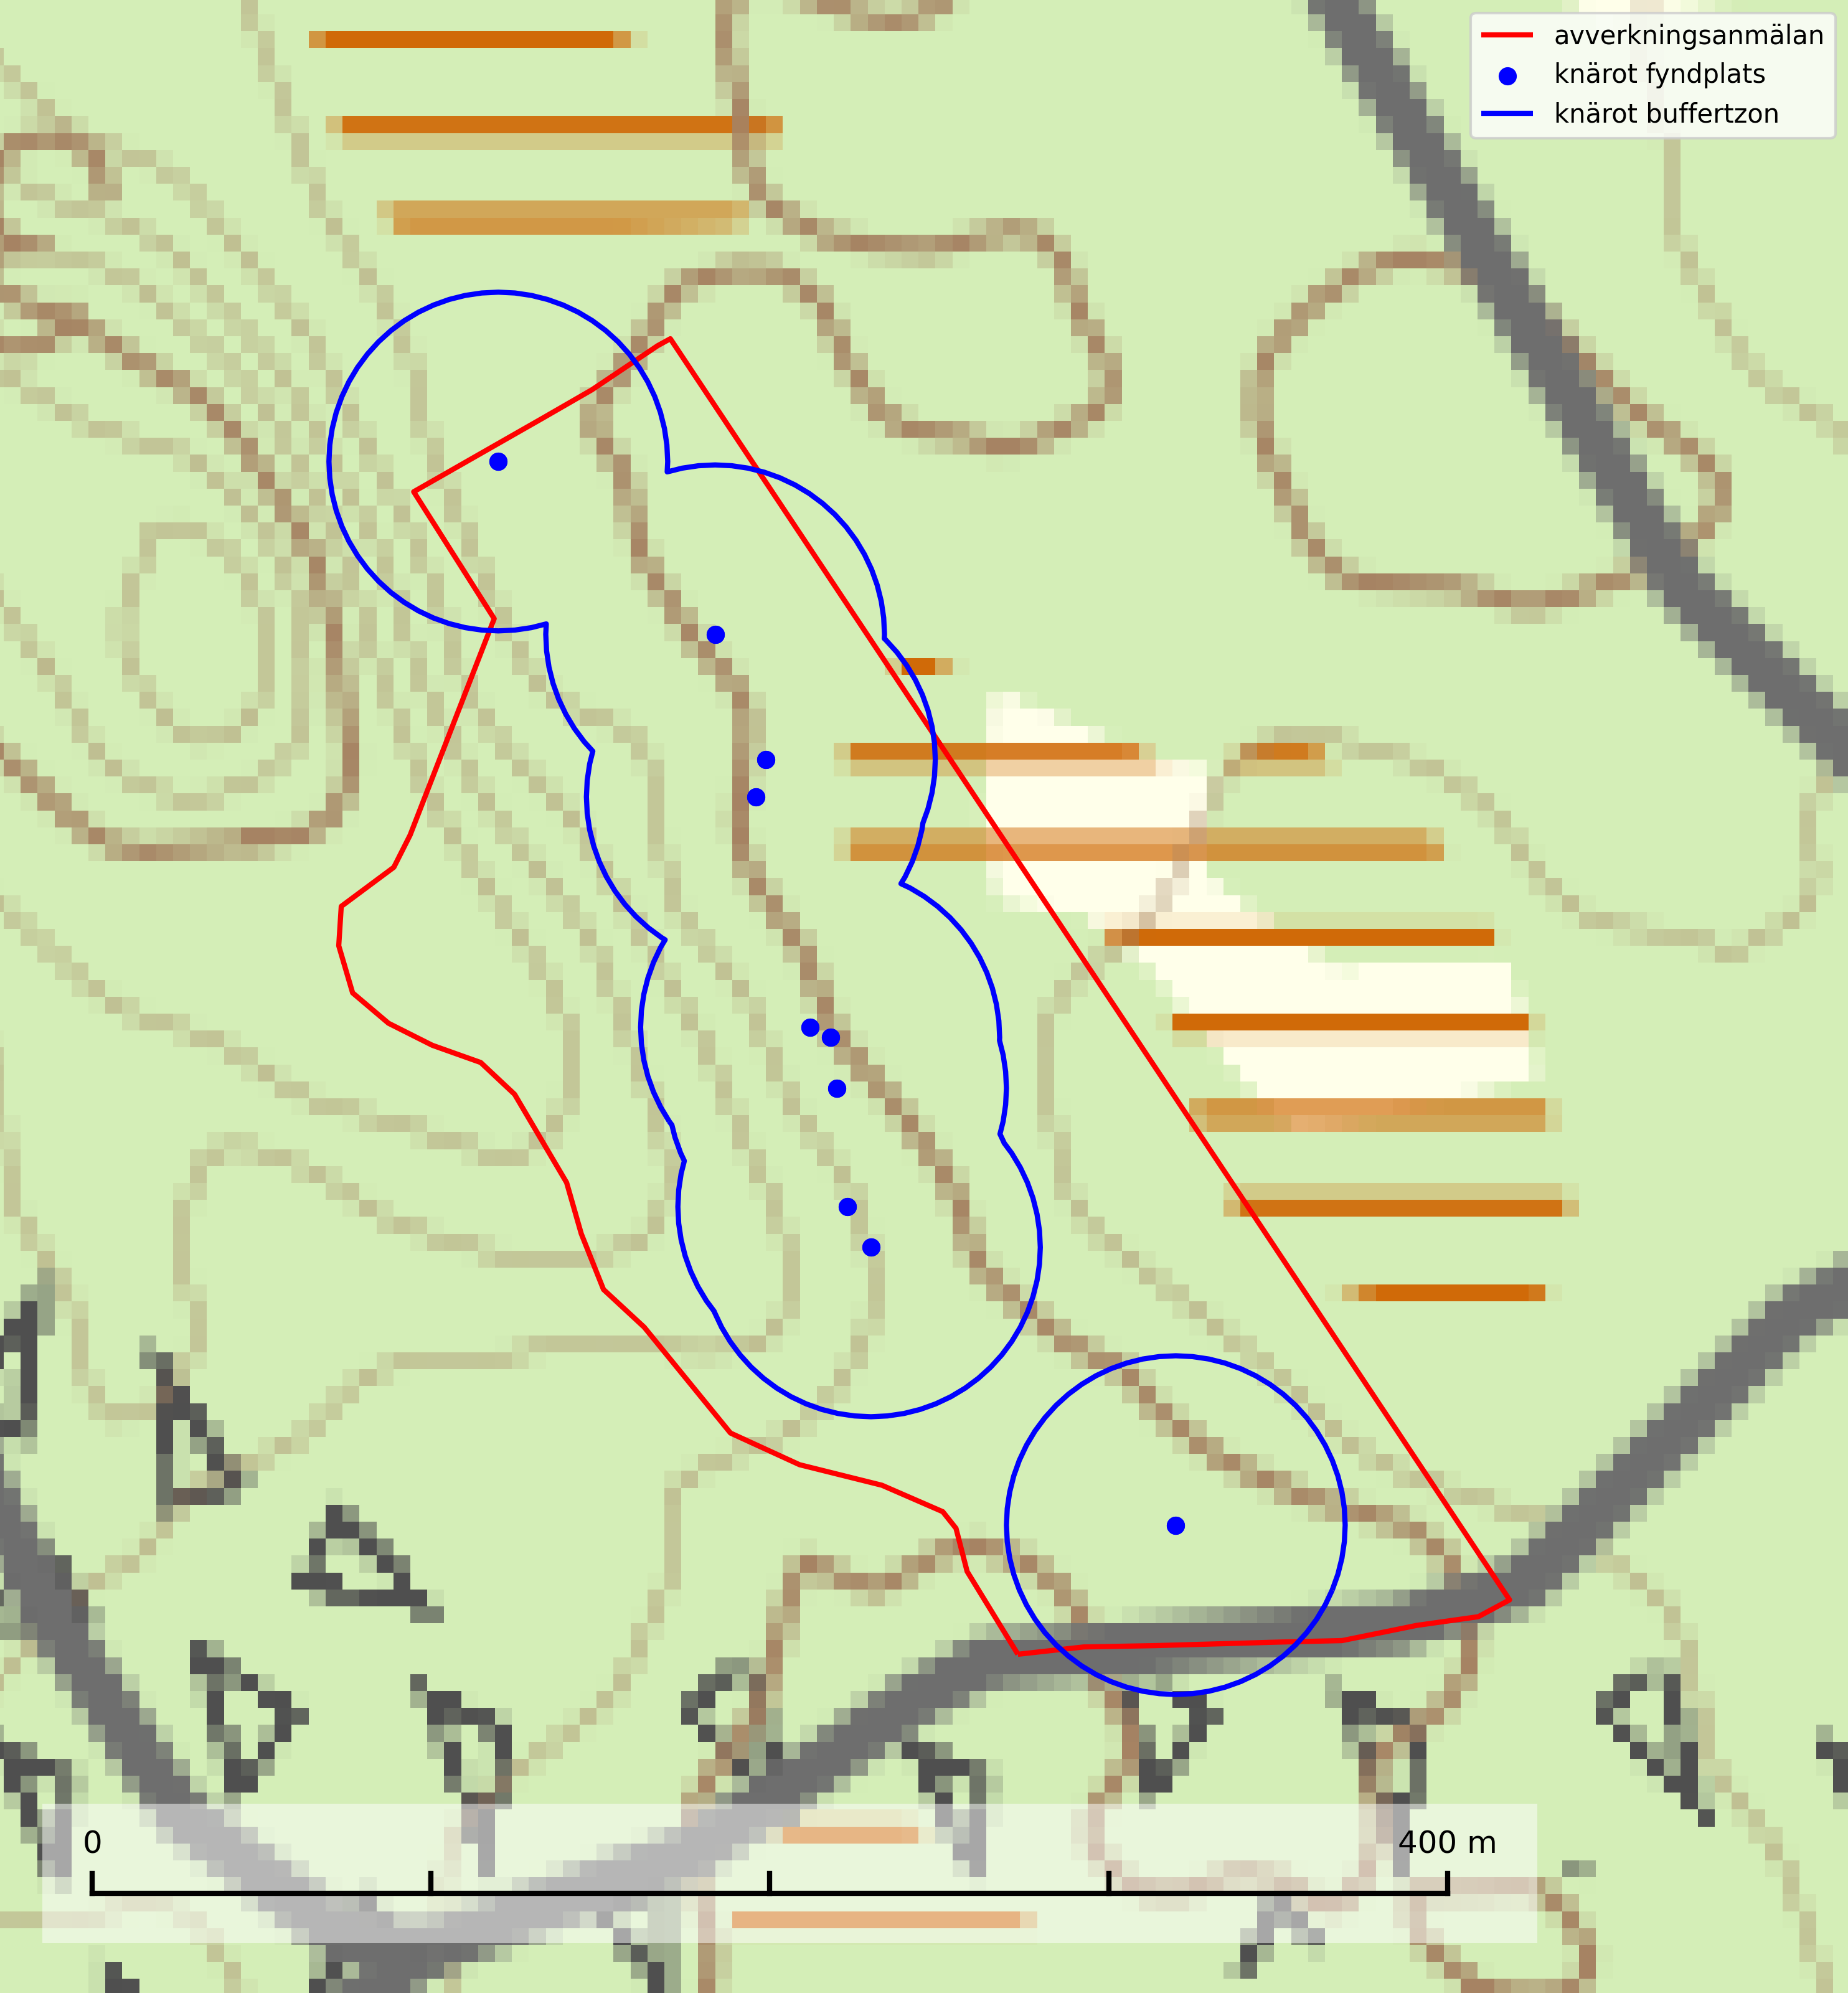 avverkningsanmälan
knärot fyndplats
knärot buffertzon
0
400 m